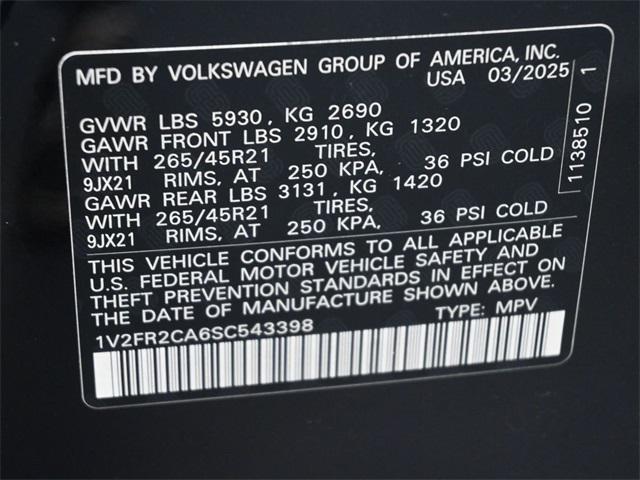 MFD BY VOLKSWAGEN GROUP OF AMERICA, INC.
USA 03/2025
GVWR LBS 5930, KG 2690
GAWR FRONT LBS 2910, KG 1320
WITH 265/45R21 TIRES,
9JX21 RIMS, AT 250 KPA, 36 PSI COLD
GAWR REAR LBS 3131, KG 1420
WITH 265/45R21 TIRES,
9JX21 RIMS, AT 250 KPA, 36 PSI COLD
THIS VEHICLE CONFORMS TO ALL APPLICABLE
U.S. FEDERAL MOTOR VEHICLE SAFETY AND
THEFT PREVENTION STANDARDS IN EFFECT ON
THE DATE OF MANUFACTURE SHOWN ABOVE.
1V2FR2CA6SC543398 TYPE: MPV
1138510 1